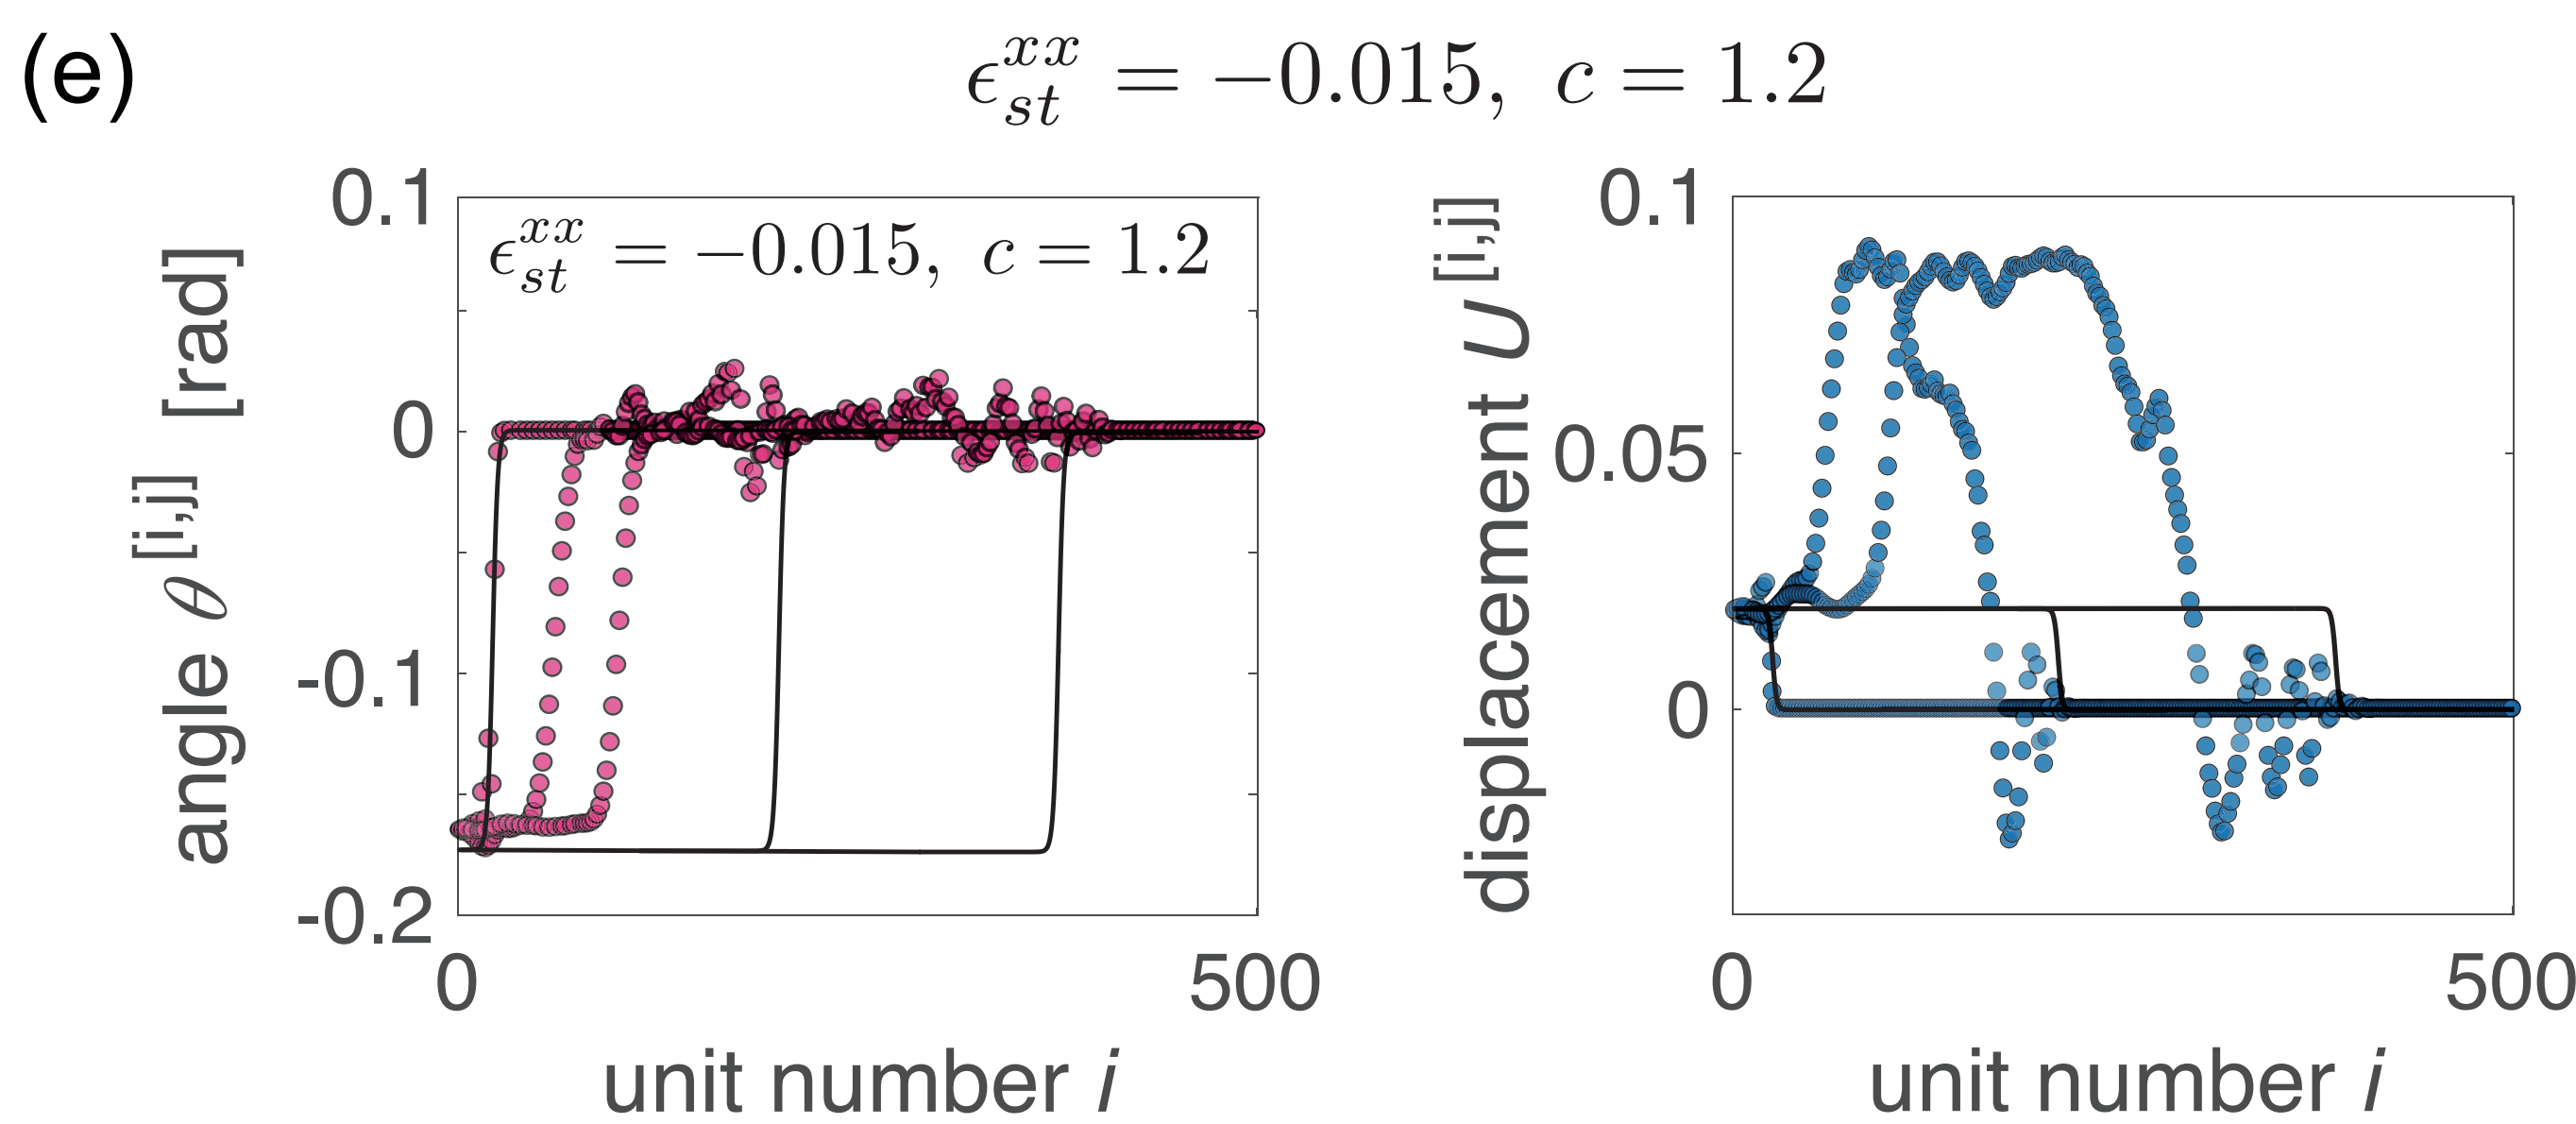 (e)
ϵ_{st}^{xx} = −0.015, c = 1.2
angle θ^{[i,j]} [rad]
0.1
0
-0.1
-0.2
ϵ_{st}^{xx} = −0.015, c = 1.2
0
500
unit number i
displacement U^{[i,j]}
0.1
0.05
0
0
500
unit number i